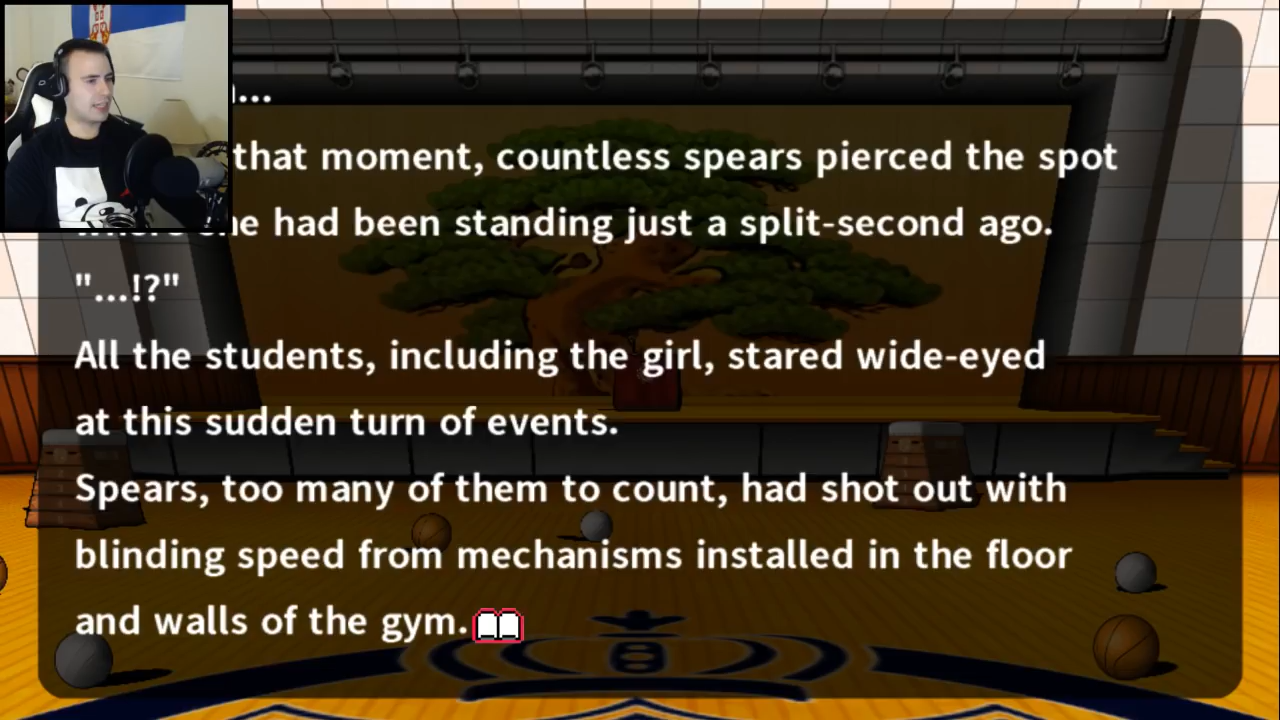 ...
that moment, countless spears pierced the spot
he had been standing just a split-second ago.
"...!?"
All the students, including the girl, stared wide-eyed
at this sudden turn of events.
Spears, too many of them to count, had shot out with
blinding speed from mechanisms installed in the floor
and walls of the gym.